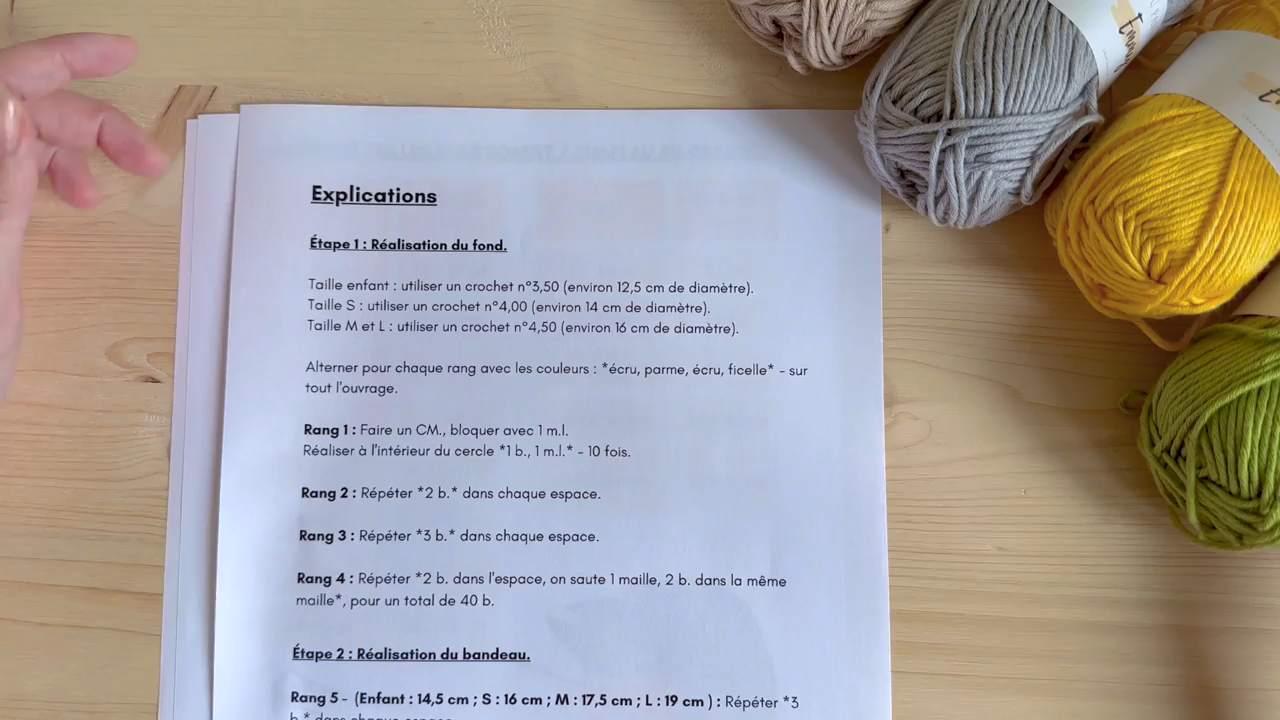 Explications
Étape 1 : Réalisation du fond.
Taille enfant : utiliser un crochet n°3,50 (environ 12,5 cm de diamètre).
Taille S : utiliser un crochet n°4,00 (environ 14 cm de diamètre).
Taille M et L : utiliser un crochet n°4,50 (environ 16 cm de diamètre).
Alterner pour chaque rang avec les couleurs : *écru, parme, écru, ficelle* - sur
tout l'ouvrage.
Rang 1 : Faire un CM., bloquer avec 1 m.l.
Réaliser à l'intérieur du cercle *1 b., 1 m.l.* - 10 fois.
Rang 2 : Répéter *2 b.* dans chaque espace.
Rang 3 : Répéter *3 b.* dans chaque espace.
Rang 4 : Répéter *2 b. dans l'espace, on saute 1 maille, 2 b. dans la même
maille*, pour un total de 40 b.
Étape 2 : Réalisation du bandeau.
Rang 5 - (Enfant : 14,5 cm ; S : 16 cm ; M : 17,5 cm ; L : 19 cm ) : Répéter *3
b.* dans chaque espace